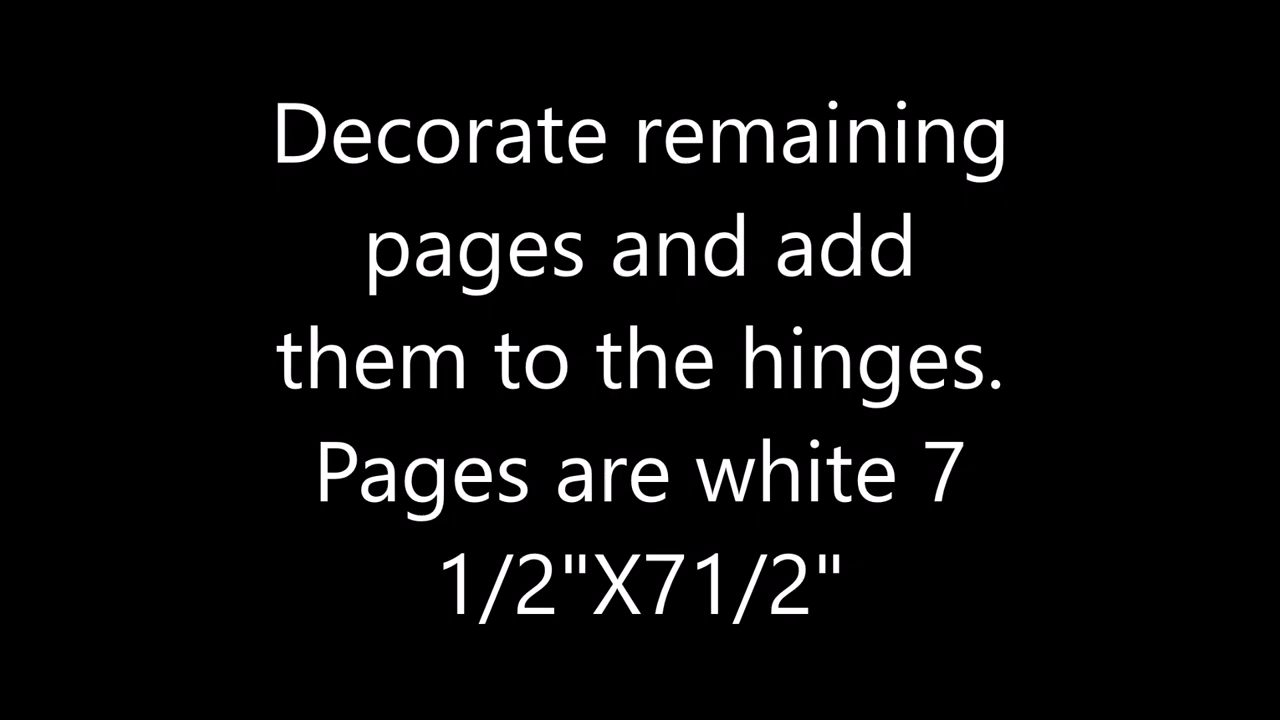 Decorate remaining
pages and add
them to the hinges.
Pages are white 7
1/2"X71/2"